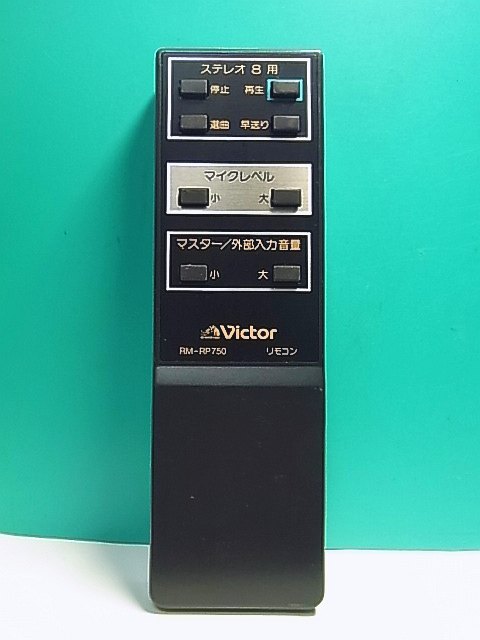 ステレオ 8 用
停止 再生
選曲 早送り
マイクレベル
小 大
マスター/外部入力音量
小 大
Victor
RM-RP750 リモコン